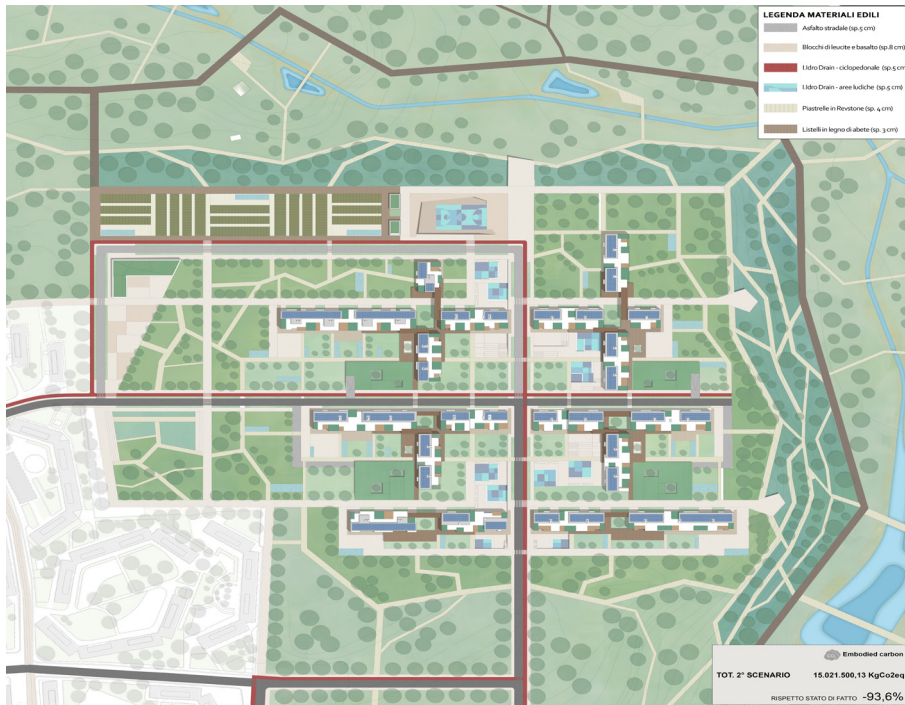 LEGENDA MATERIALI EDILI
Asfalto stradale (sp.5 cm)
Blocchi di leucite e basalto (sp.8 cm)
I.Idro Drain - ciclopedonale (sp.5 cm
I.Idro Drain - aree ludiche (sp.5 cm)
Piastrelle in Revstone (sp. 4 cm)
Listelli in legno di abete (sp. 3 cm)
Embodied carbon
TOT. 2° SCENARIO 15.021.500,13 KgCo2eq
RISPETTO STATO DI FATTO -93,6%